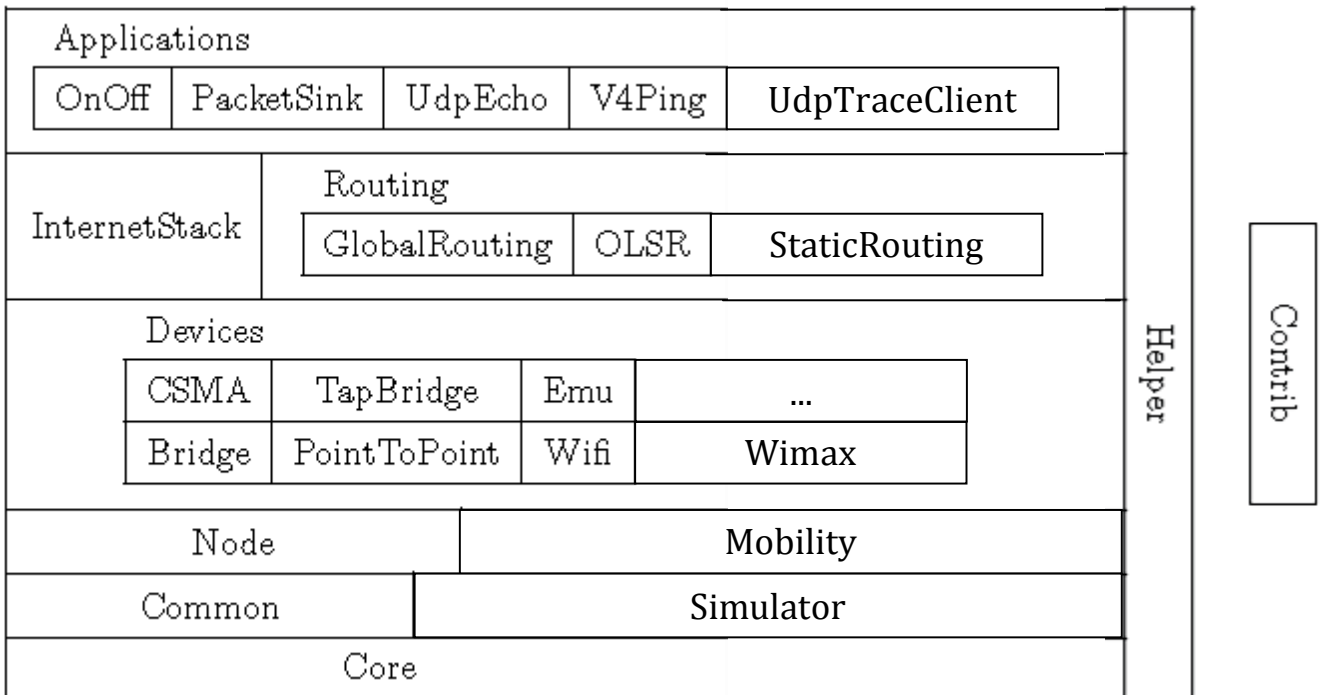 Applications
OnOff PacketSink UdpEcho V4Ping UdpTraceClient
Routing
InternetStack
GlobalRouting OLSR StaticRouting
Devices
CSMA TapBridge Emu ...
Bridge PointToPoint Wifi Wimax
Node Mobility
Common Simulator
Core
Helper
Contrib